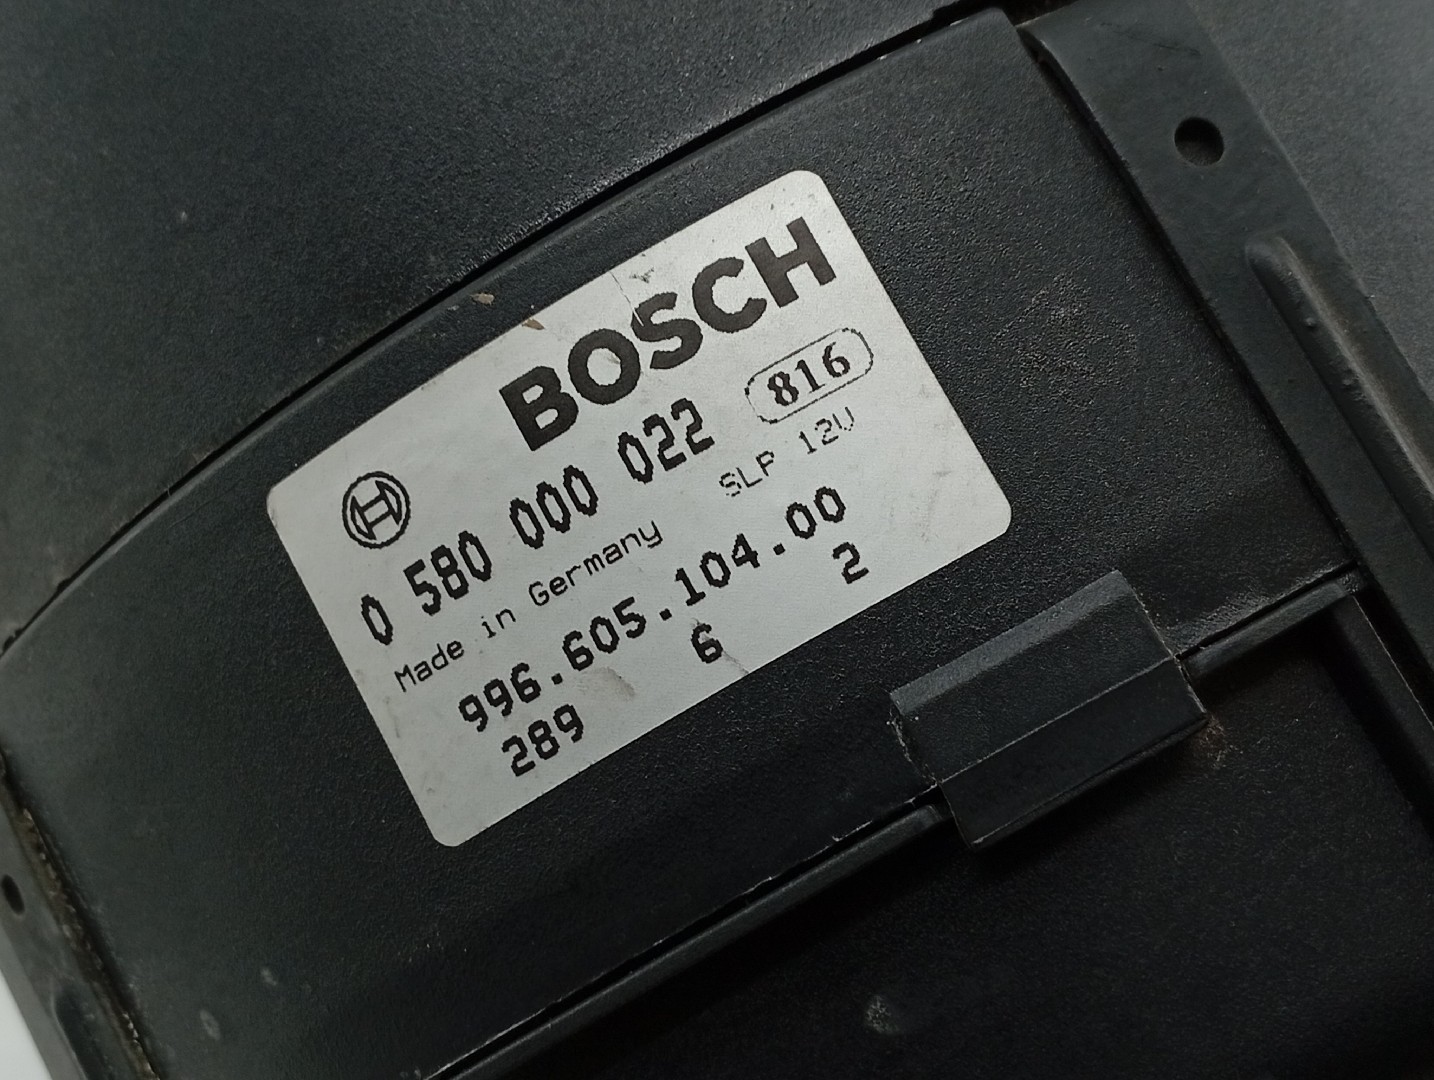 BOSCH
0 580 000 022 816
Made in Germany SLP 12V
996.605.104.00
289 6 2